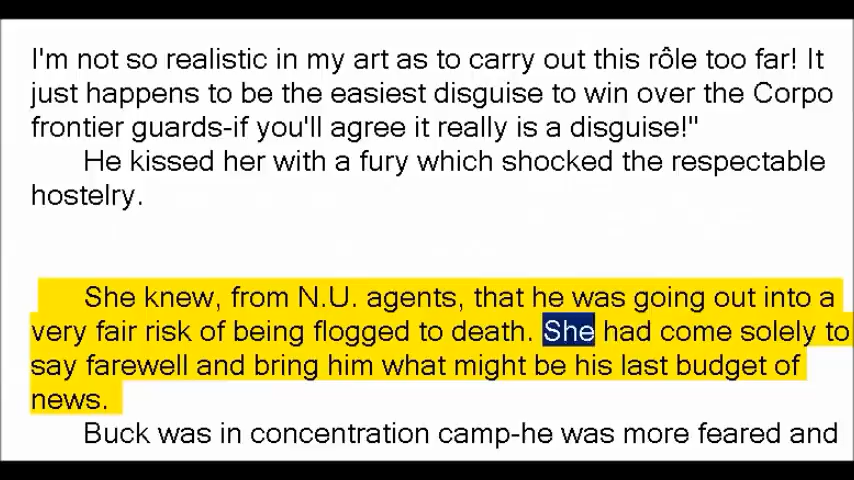 I'm not so realistic in my art as to carry out this rôle too far! It
just happens to be the easiest disguise to win over the Corpo
frontier guards-if you'll agree it really is a disguise!"
He kissed her with a fury which shocked the respectable
hostelry.
She knew, from N.U. agents, that he was going out into a
very fair risk of being flogged to death. She had come solely to
say farewell and bring him what might be his last budget of
news.
Buck was in concentration camp-he was more feared and